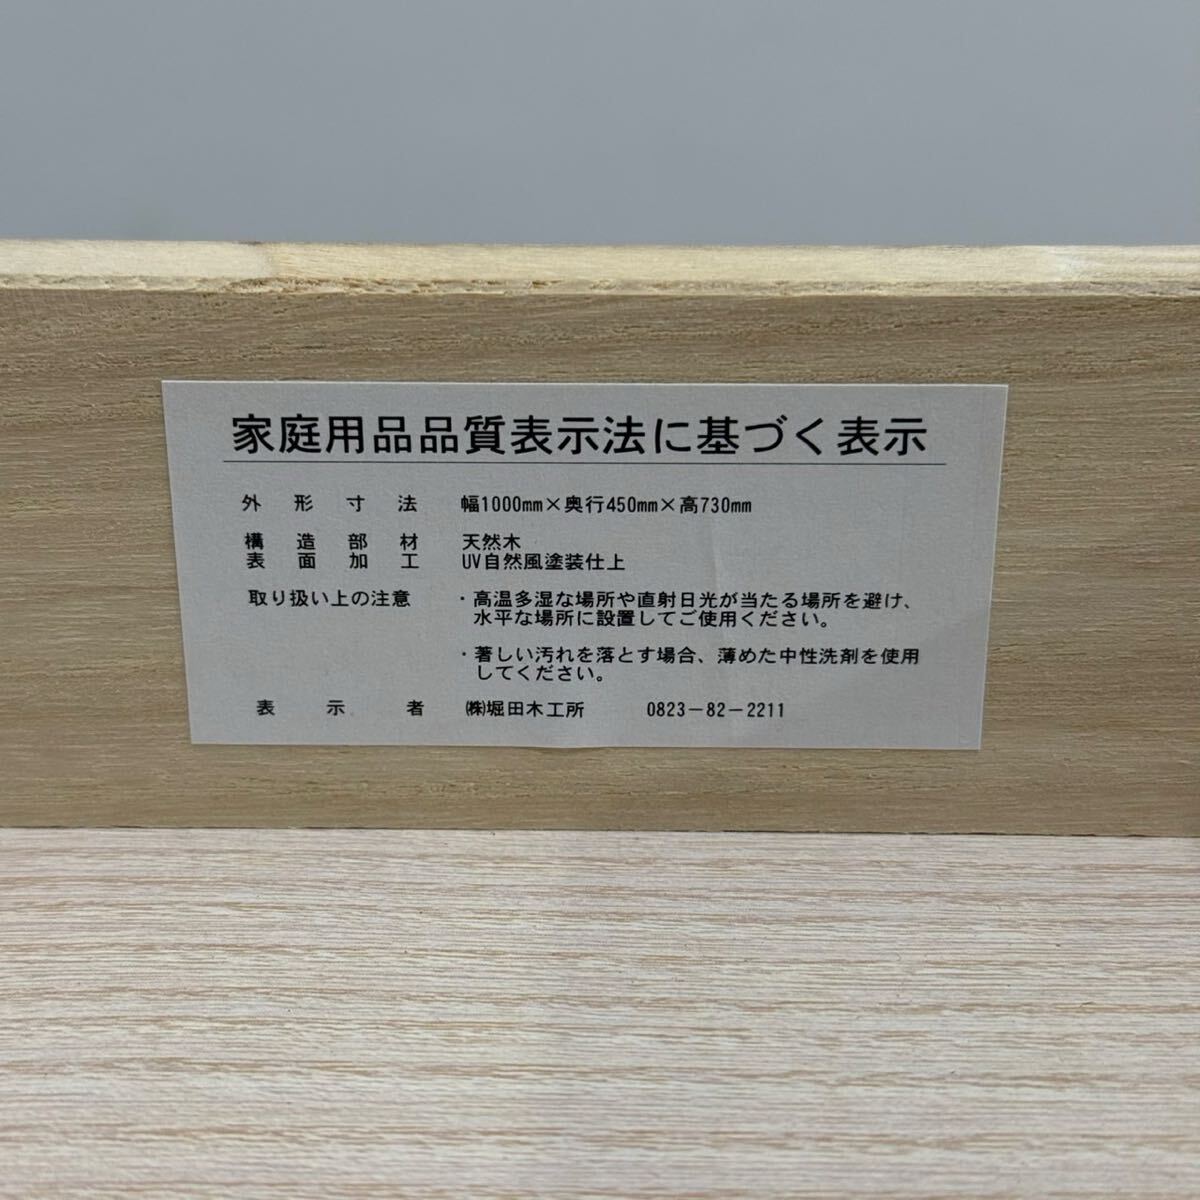 家庭用品品質表示法に基づく表示
外形寸法 幅1000mm×奥行450mm×高730mm
構造部材 天然木
表面加工 UV自然風塗装仕上
取り扱い上の注意 ・高温多湿な場所や直射日光が当たる場所を避け、
水平な場所に設置してご使用ください。
・著しい汚れを落とす場合、薄めた中性洗剤を使用
してください。
表示者 ㈱堀田木工所 0823-82-2211